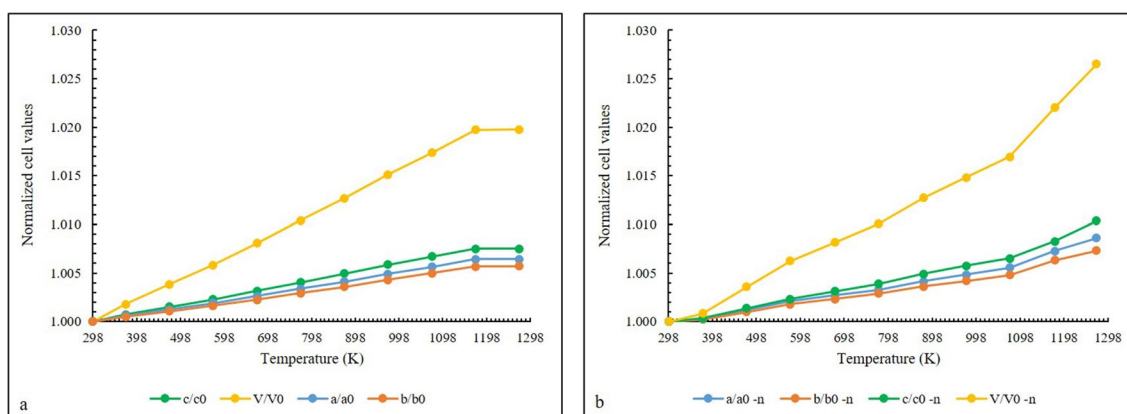 1.030
1.025
1.020
1.015
1.010
1.005
1.000
Normalized cell values
298 398 498 598 698 798 898 998 1098 1198 1298
Temperature (K)
a
c/c0 V/V0 a/a0 b/b0
1.030
1.025
1.020
1.015
1.010
1.005
1.000
Normalized cell values
298 398 498 598 698 798 898 998 1098 1198 1298
Temperature (K)
b
a/a0 -n b/b0 -n c/c0 -n V/V0 -n